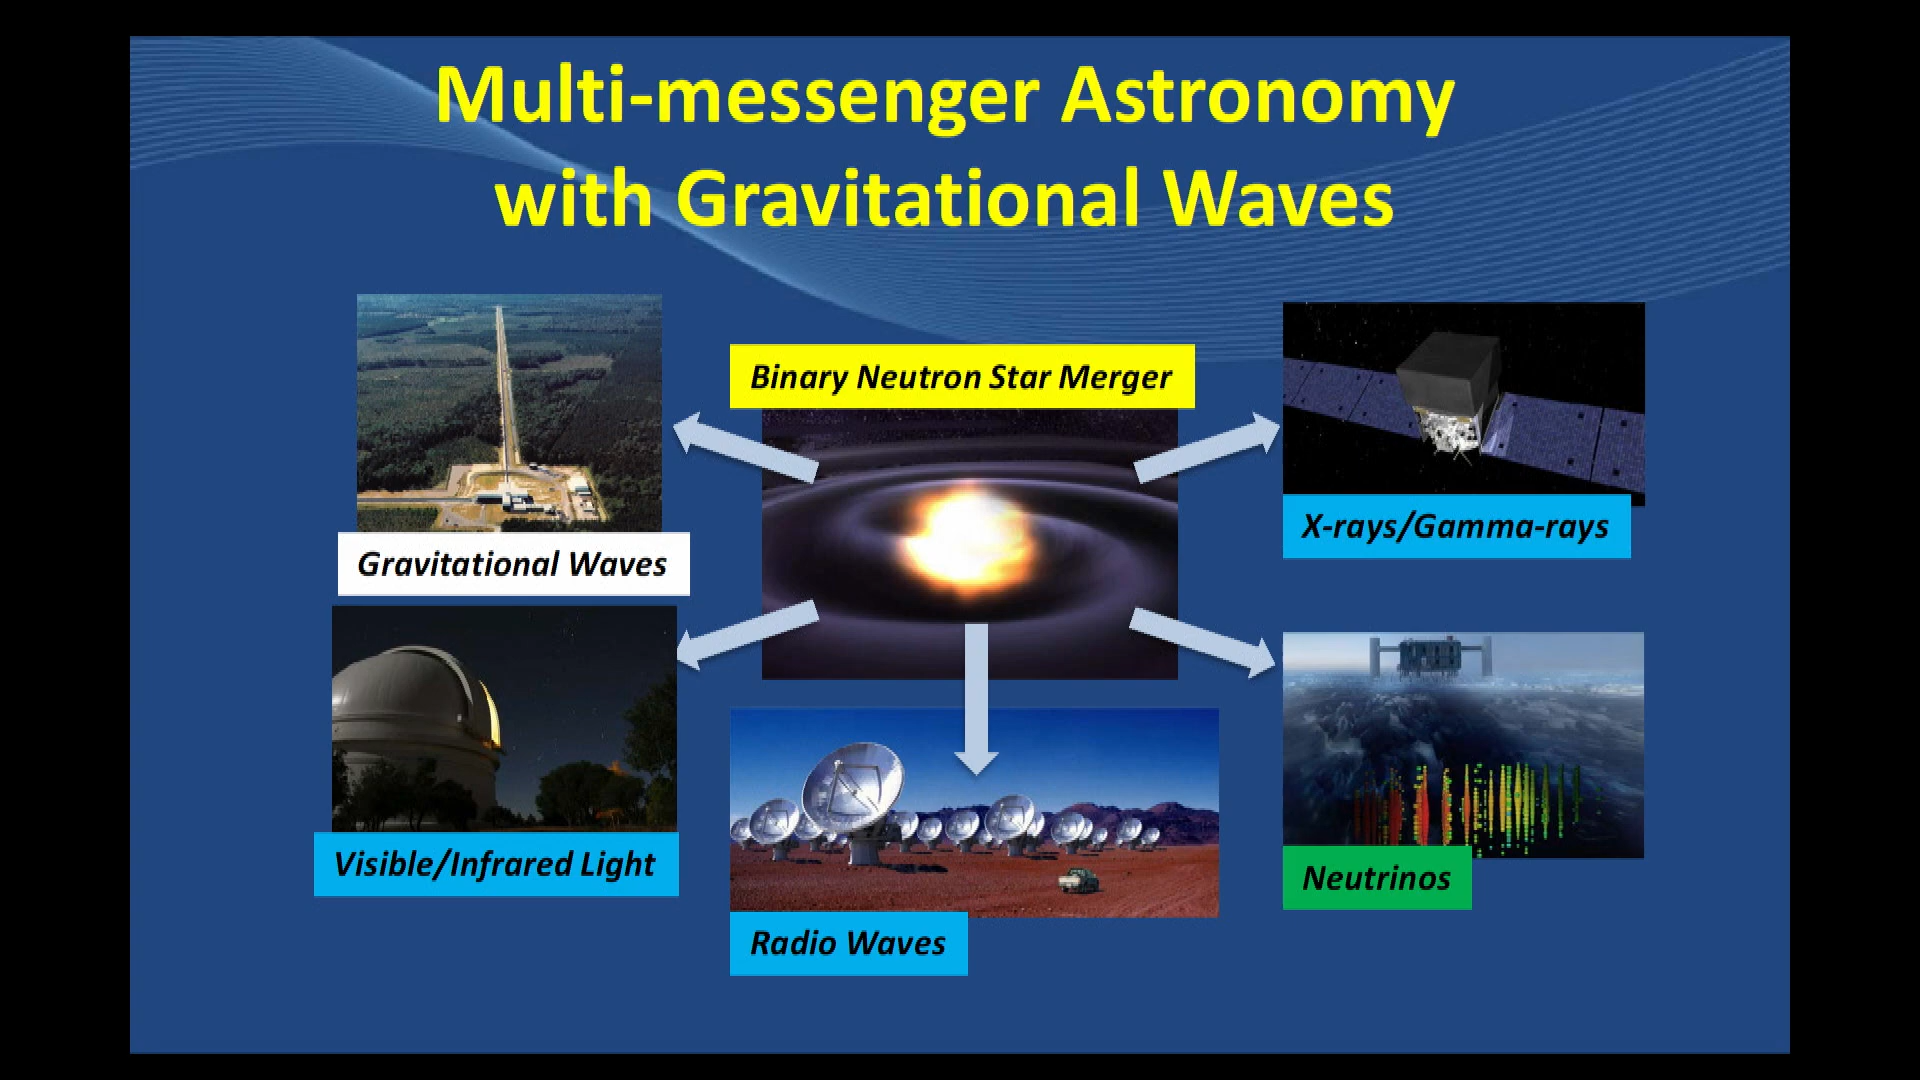 Multi-messenger Astronomy
with Gravitational Waves
Binary Neutron Star Merger
Gravitational Waves
X-rays/Gamma-rays
Visible/Infrared Light
Neutrinos
Radio Waves